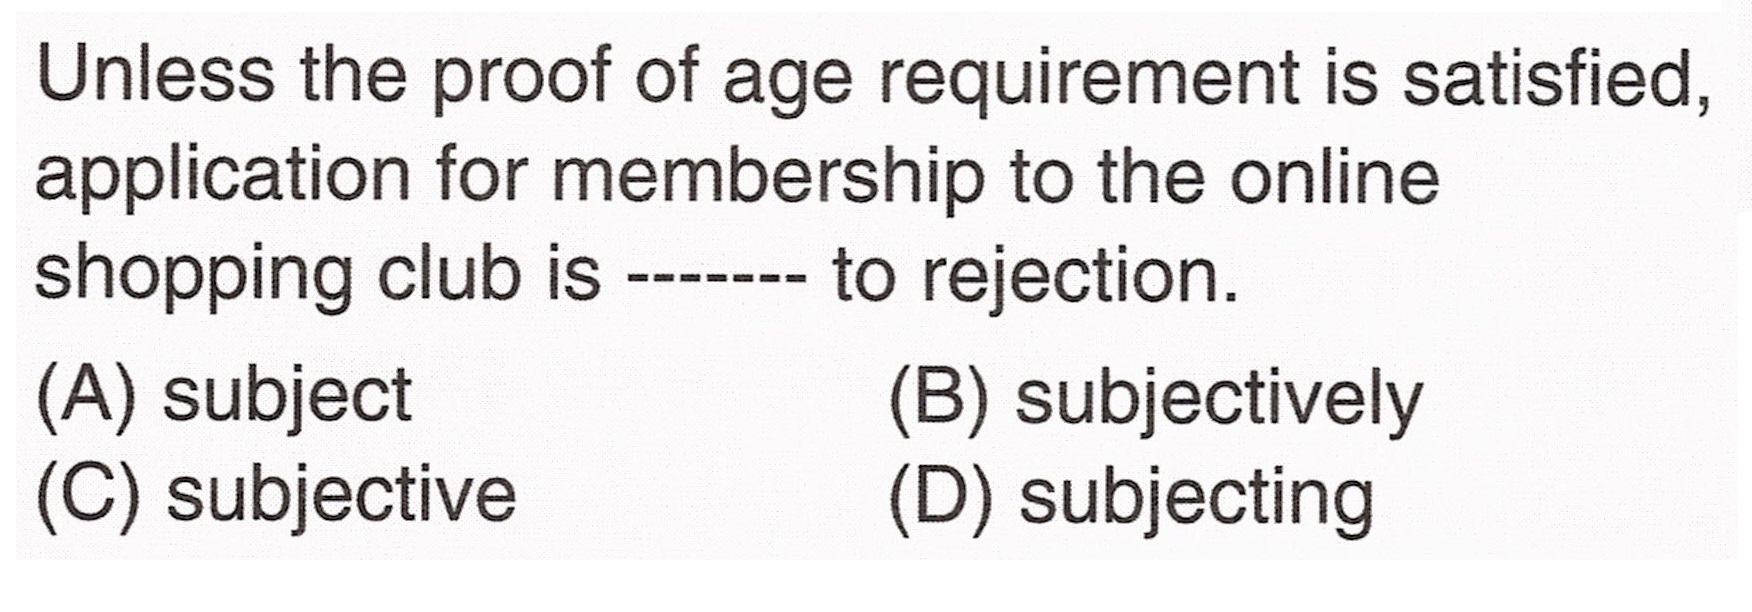 Unless the proof of age requirement is satisfied,
application for membership to the online
shopping club is ------- to rejection.
(A) subject (B) subjectively
(C) subjective (D) subjecting